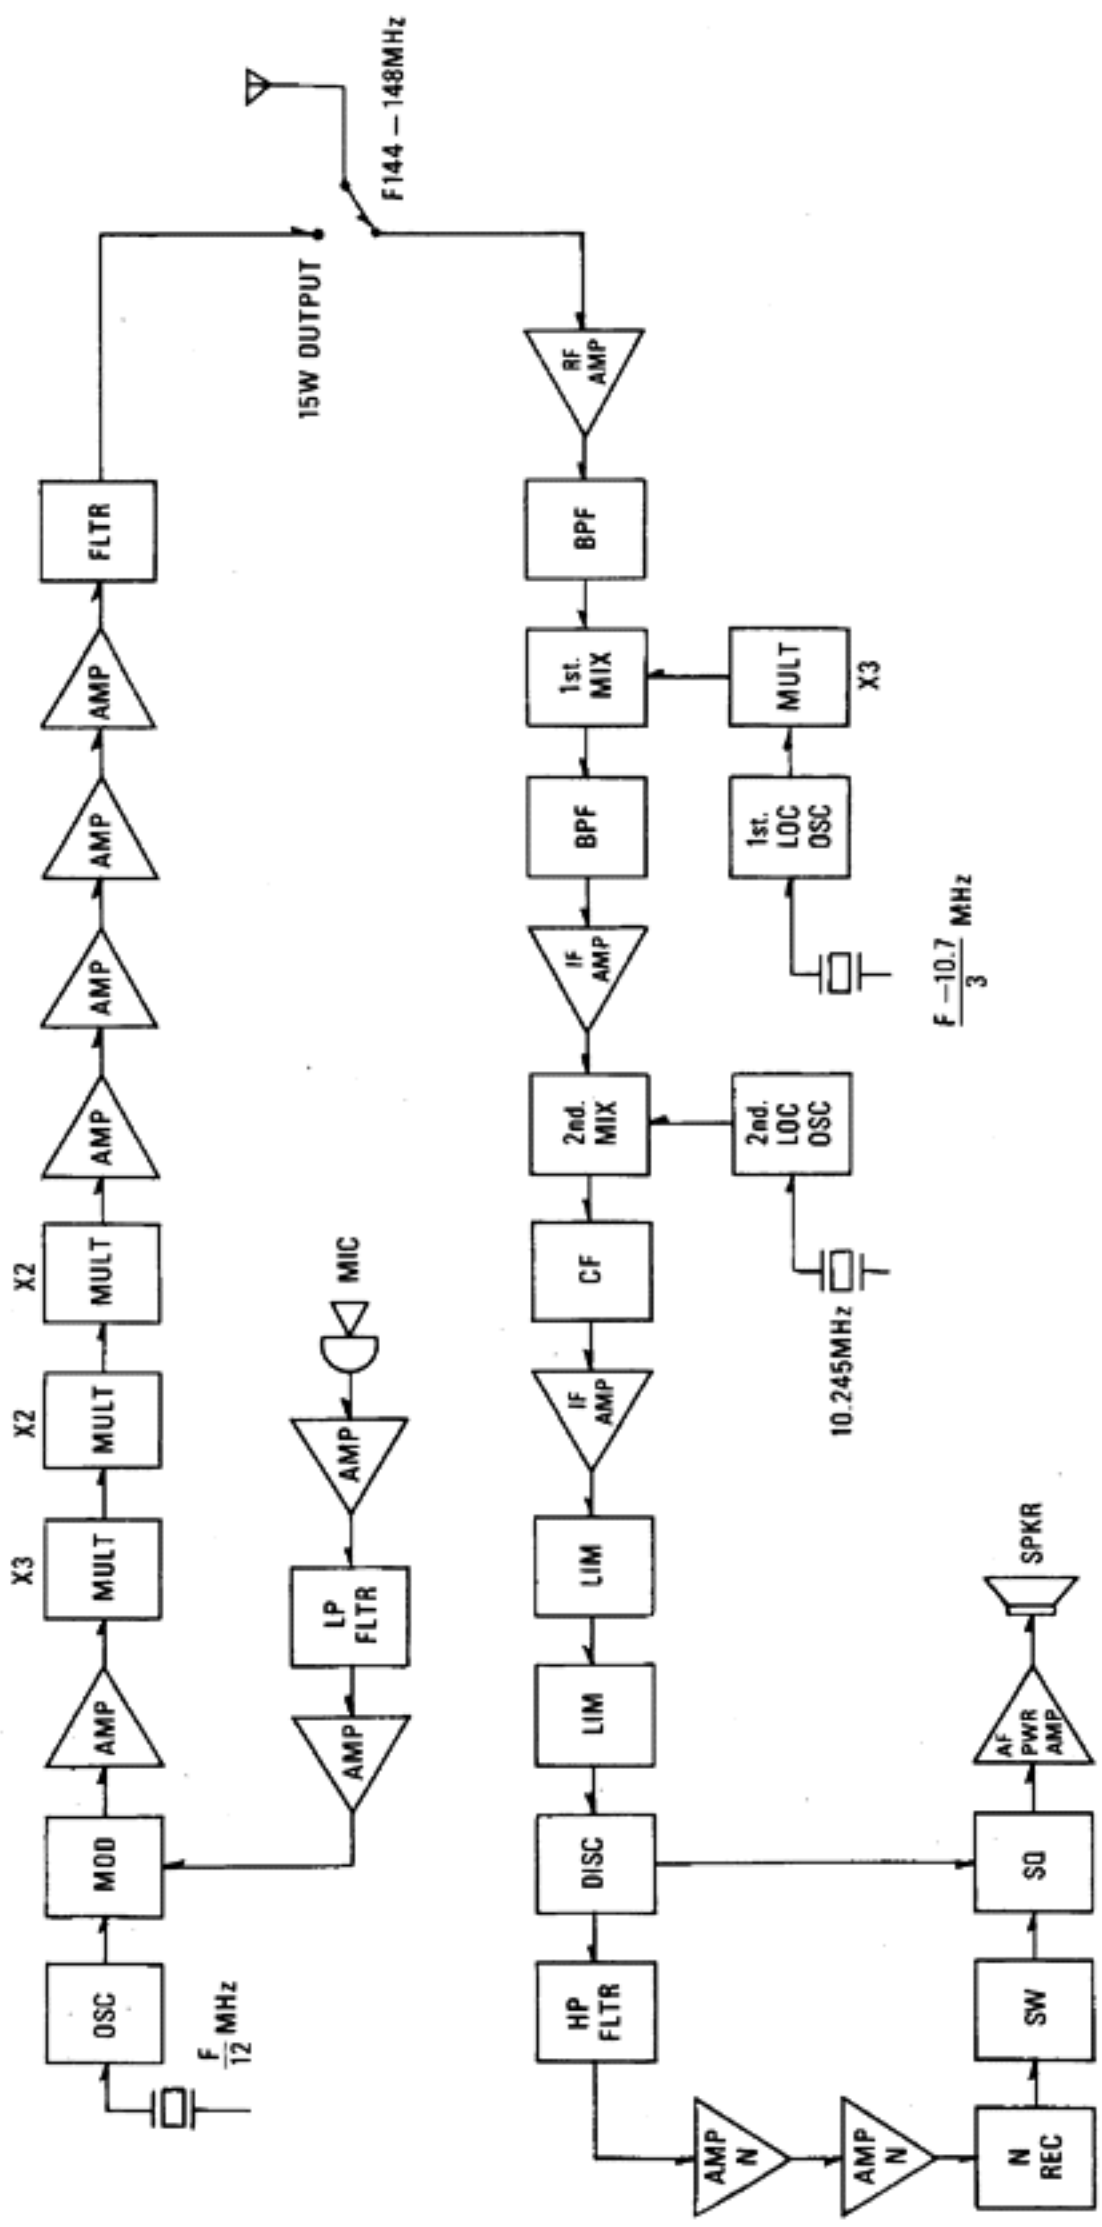 X3
X2
X2
OSC
MOD
AMP
MULT
MULT
MULT
AMP
AMP
AMP
AMP
FLTR
F
12
MHz
AMP
LP
FLTR
AMP
MIC
15W OUTPUT
F144 – 148MHz
HP
FLTR
DISC
LIM
LIM
IF
AMP
CF
2nd.
MIX
IF
AMP
BPF
1st.
MIX
BPF
RF
AMP
AMP
N
AMP
N
10.245MHz
2nd.
LOC
OSC
1st.
LOC
OSC
MULT
X3
F –10.7
3
MHz
N
REC
SW
SQ
AF
PWR
AMP
SPKR